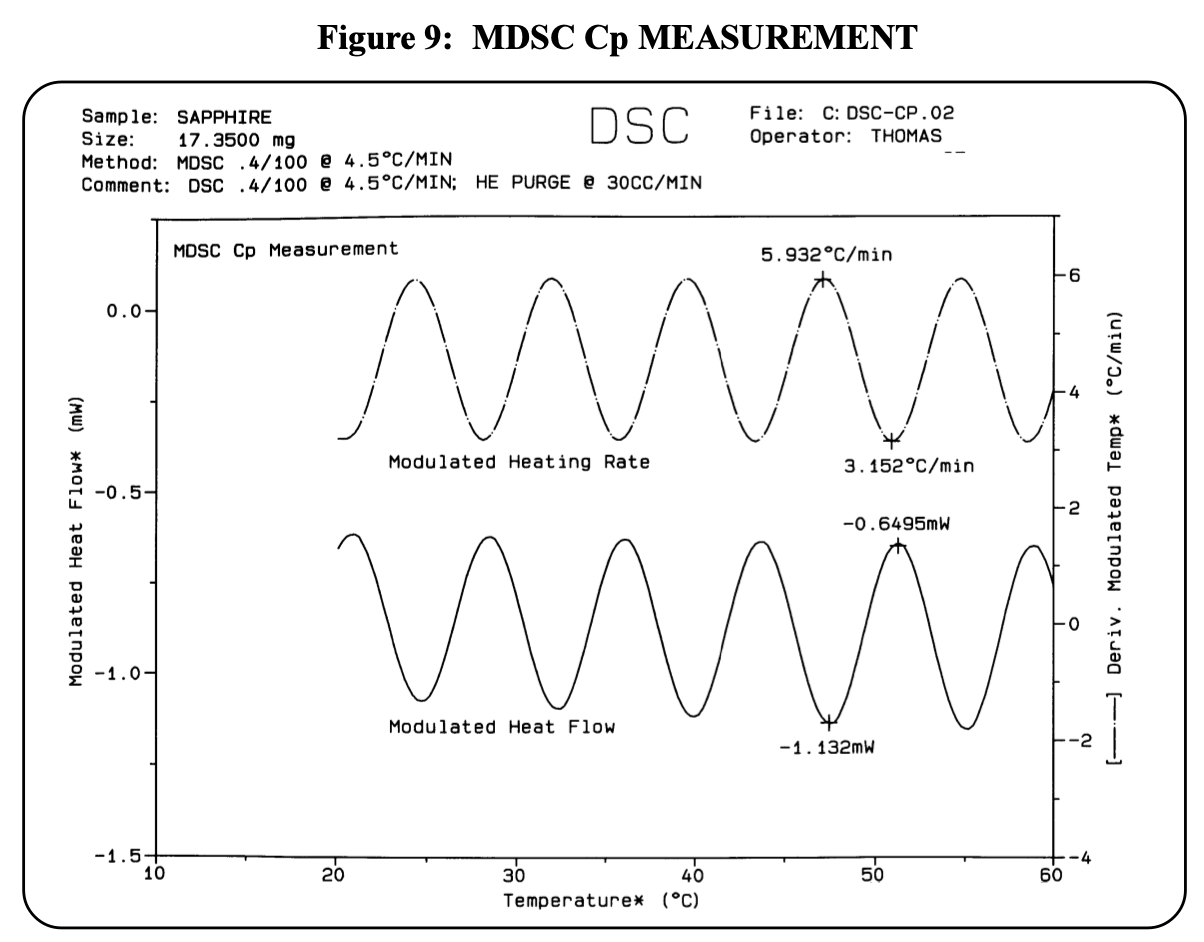 Figure 9: MDSC Cp MEASUREMENT
Sample: SAPPHIRE
Size: 17.3500 mg
Method: MDSC .4/100 @ 4.5°C/MIN
Comment: DSC .4/100 @ 4.5°C/MIN; HE PURGE @ 30CC/MIN
DSC
File: C: DSC-CP.02
Operator: THOMAS
MDSC Cp Measurement
5.932°C/min
Modulated Heating Rate
3.152°C/min
-0.6495mW
Modulated Heat Flow
-1.132mW
Modulated Heat Flow* (mW)
0.0
-0.5
-1.0
-1.5
[—·—] Deriv. Modulated Temp* (°C/min)
6
4
2
0
-2
-4
10 20 30 40 50 60
Temperature* (°C)